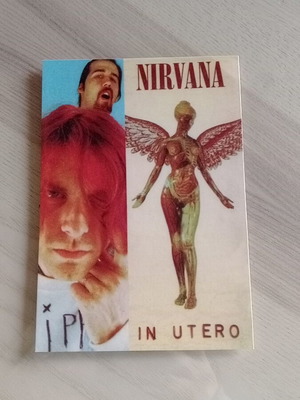 NIRVANA
i P
IN UTERO